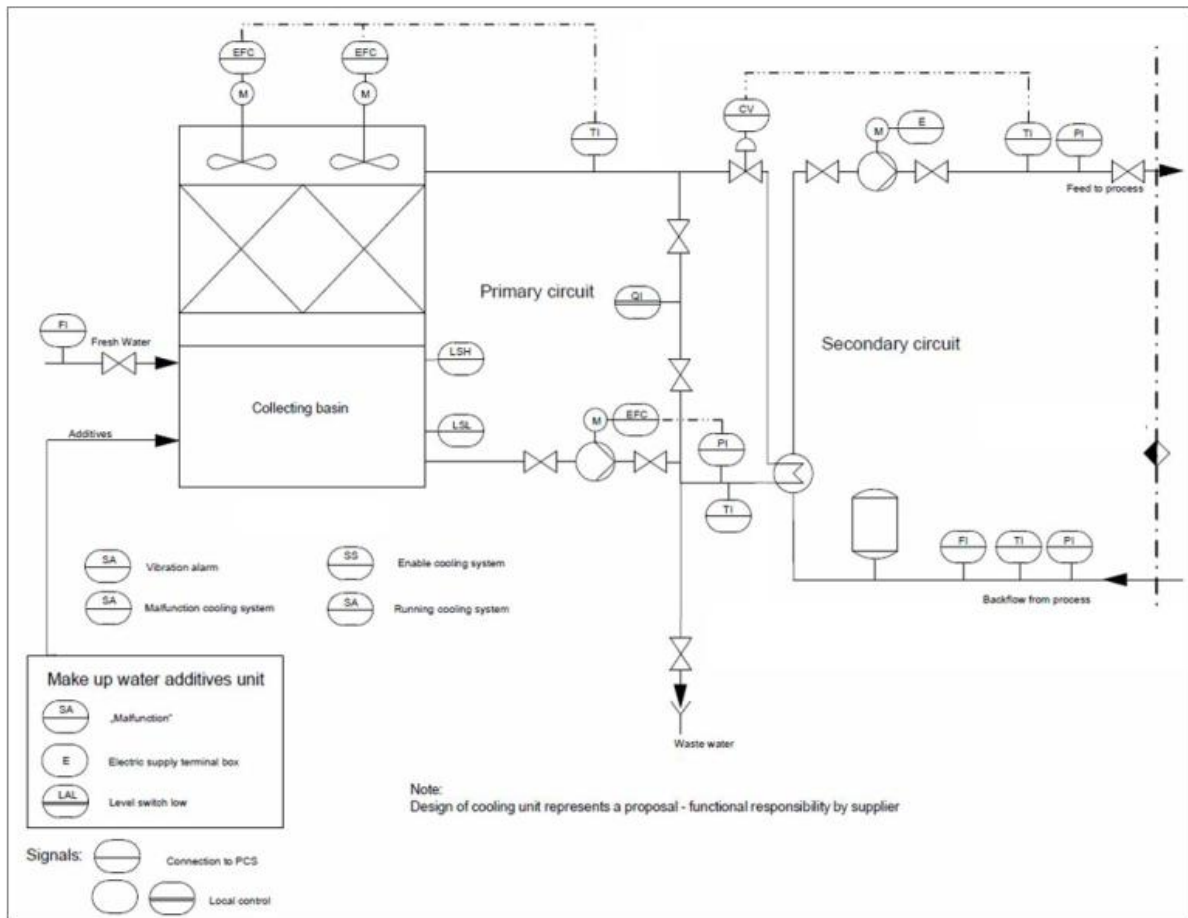 EFC
EFC
M
M
TI
CV
M
E
TI
PI
Feed to process
QI
Primary circuit
Secondary circuit
FI
Fresh Water
LSH
Collecting basin
LSL
M
EFC
PI
Additives
TI
FI
TI
PI
Backflow from process
SA
Vibration alarm
SS
Enable cooling system
SA
Malfunction cooling system
SA
Running cooling system
Make up water additives unit
SA
„Malfunction“
E
Electric supply terminal box
LAL
Level switch low
Waste water
Note:
Design of cooling unit represents a proposal - functional responsibility by supplier
Signals:
Connection to PCS
Local control